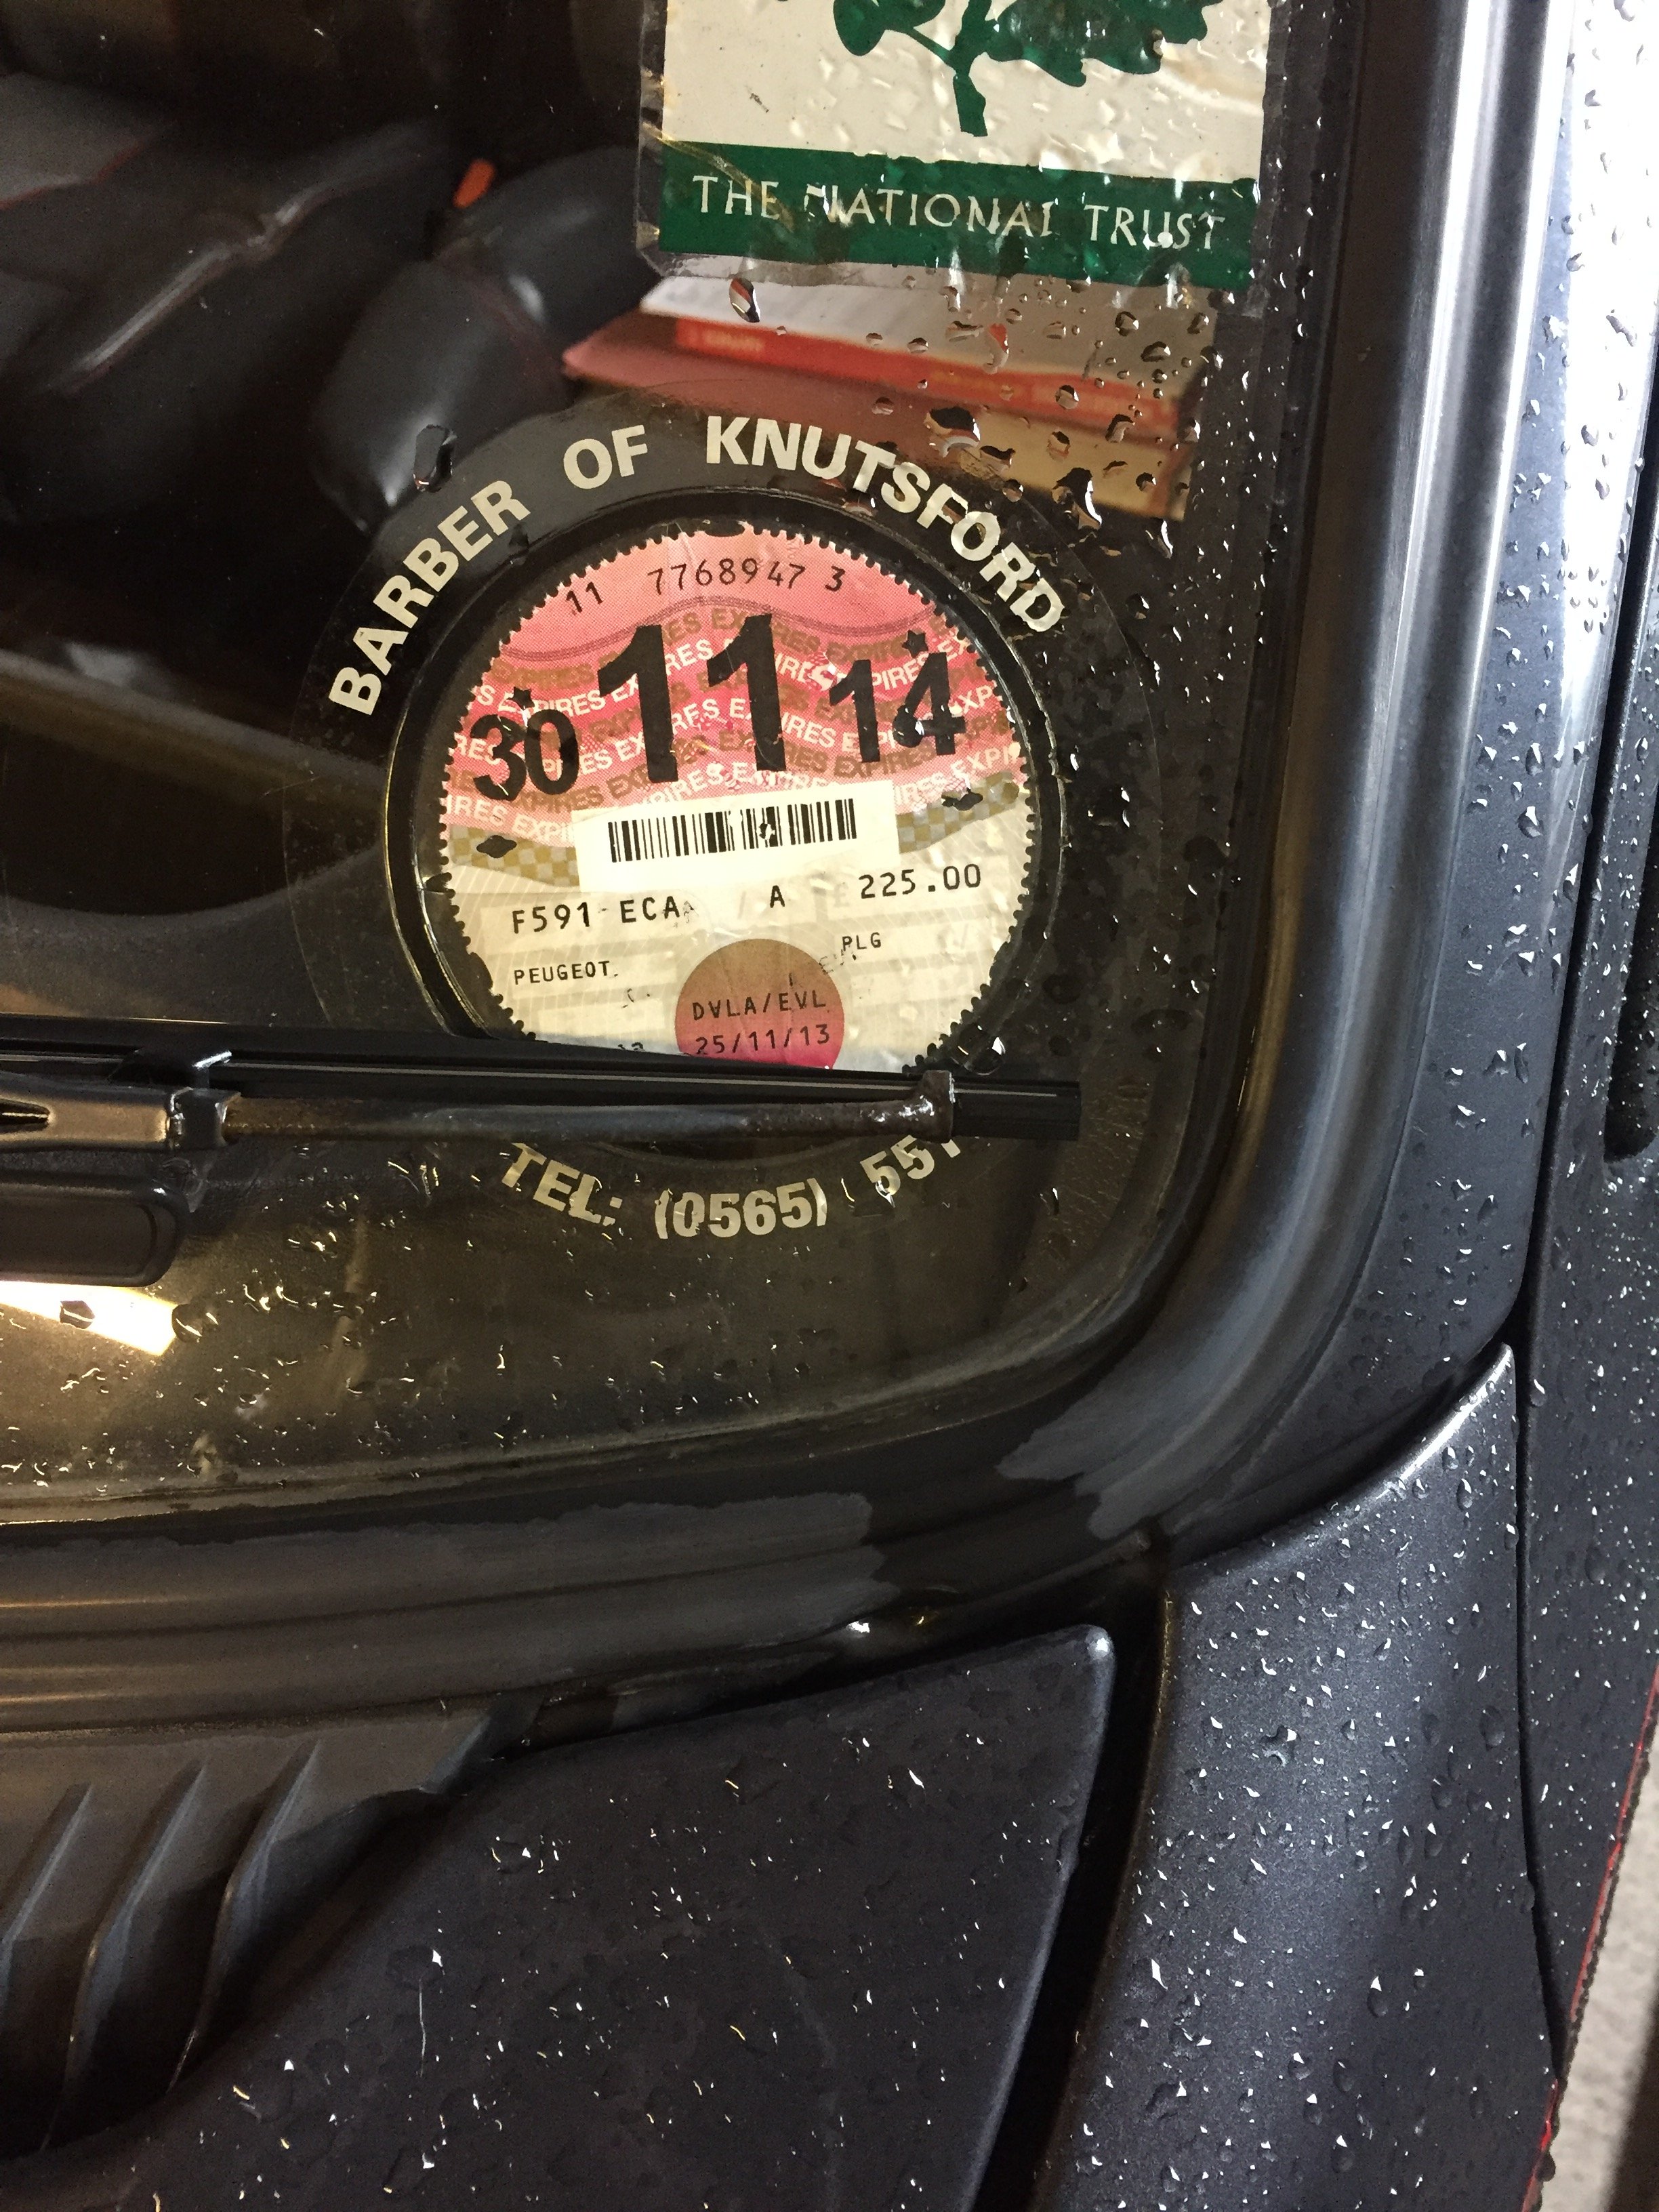 THE NATIONAL TRUST
BARBER OF KNUTSFORD
11 7768947 3
30 11 14
F591 ECA A 225.00
PEUGEOT PLG
DVLA/EVL
25/11/13
TEL: (0565) 551